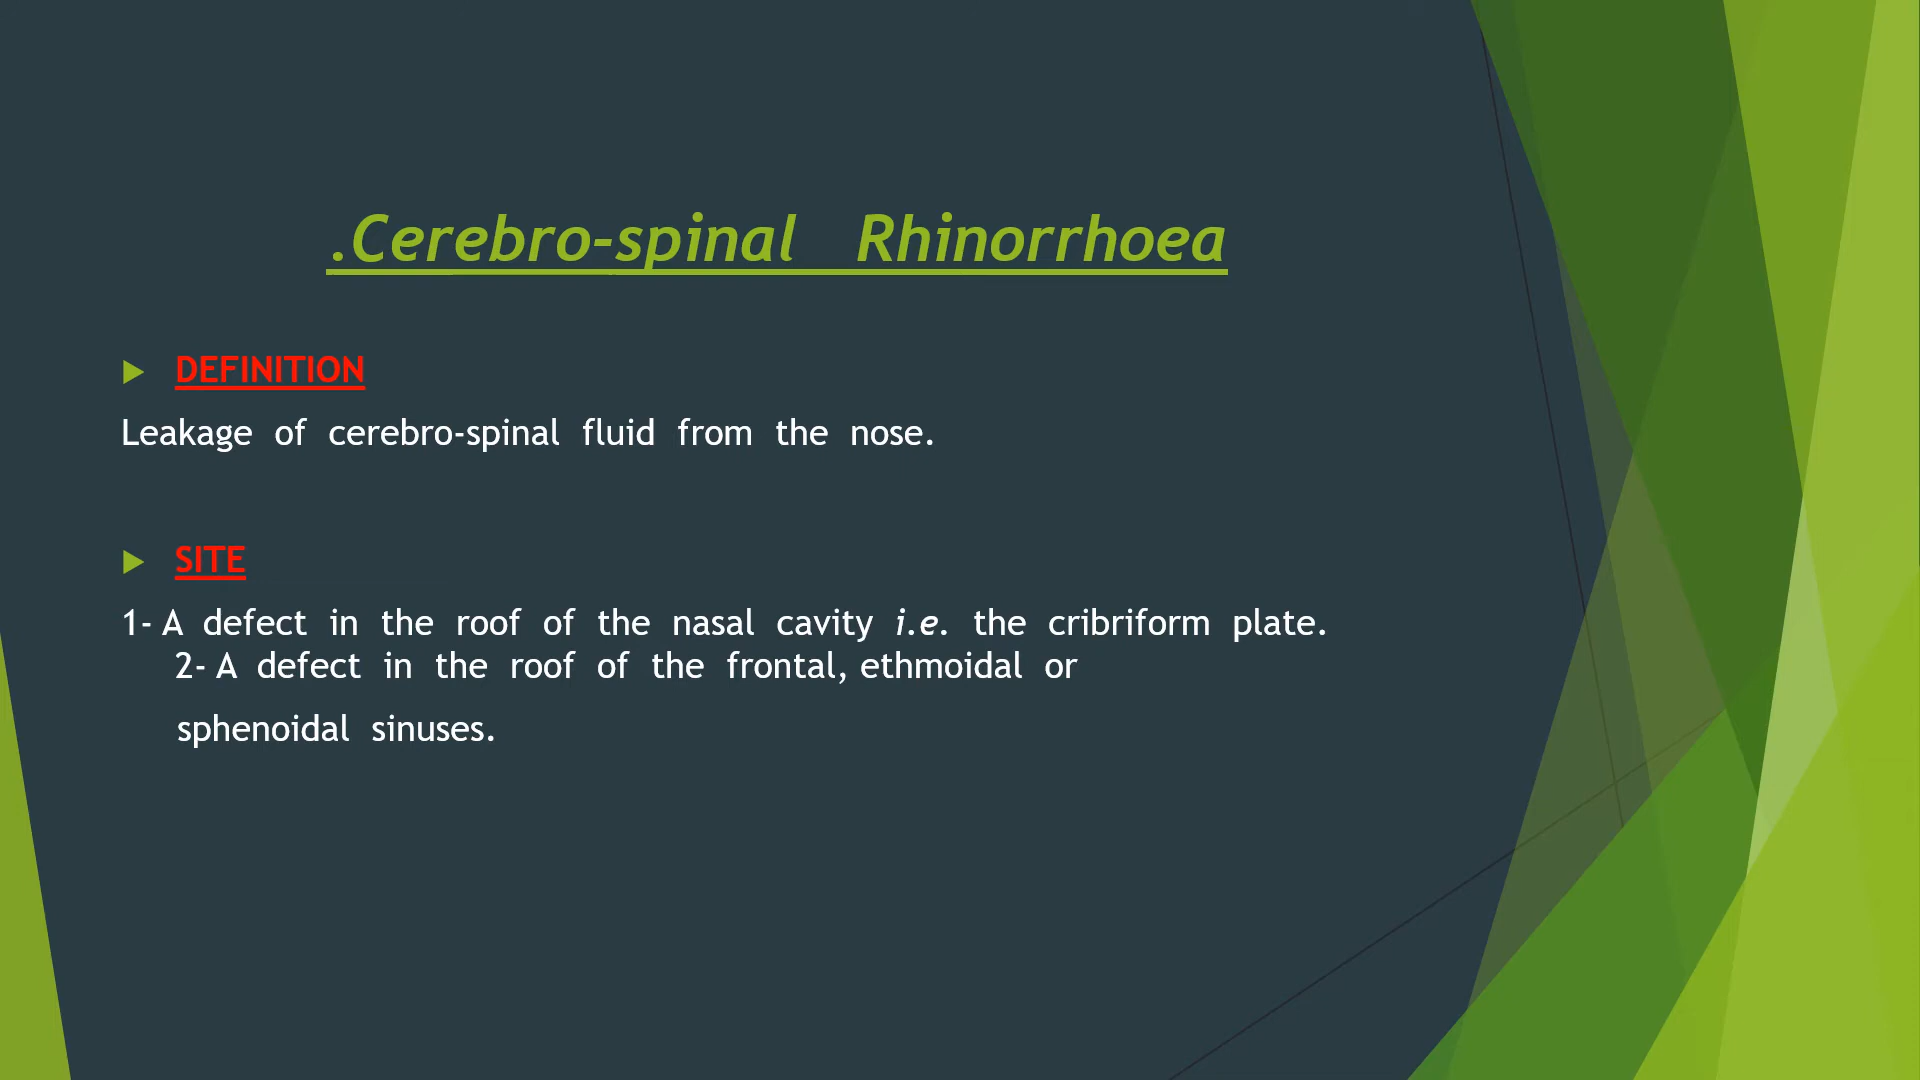 .Cerebro-spinal Rhinorrhoea
DEFINITION
Leakage of cerebro-spinal fluid from the nose.
SITE
1- A defect in the roof of the nasal cavity i.e. the cribriform plate.
2- A defect in the roof of the frontal, ethmoidal or
sphenoidal sinuses.